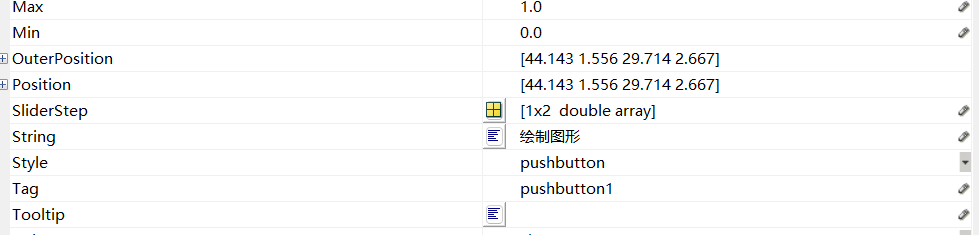 Max 1.0
Min 0.0
OuterPosition [44.143 1.556 29.714 2.667]
Position [44.143 1.556 29.714 2.667]
SliderStep [1x2 double array]
String 绘制图形
Style pushbutton
Tag pushbutton1
Tooltip